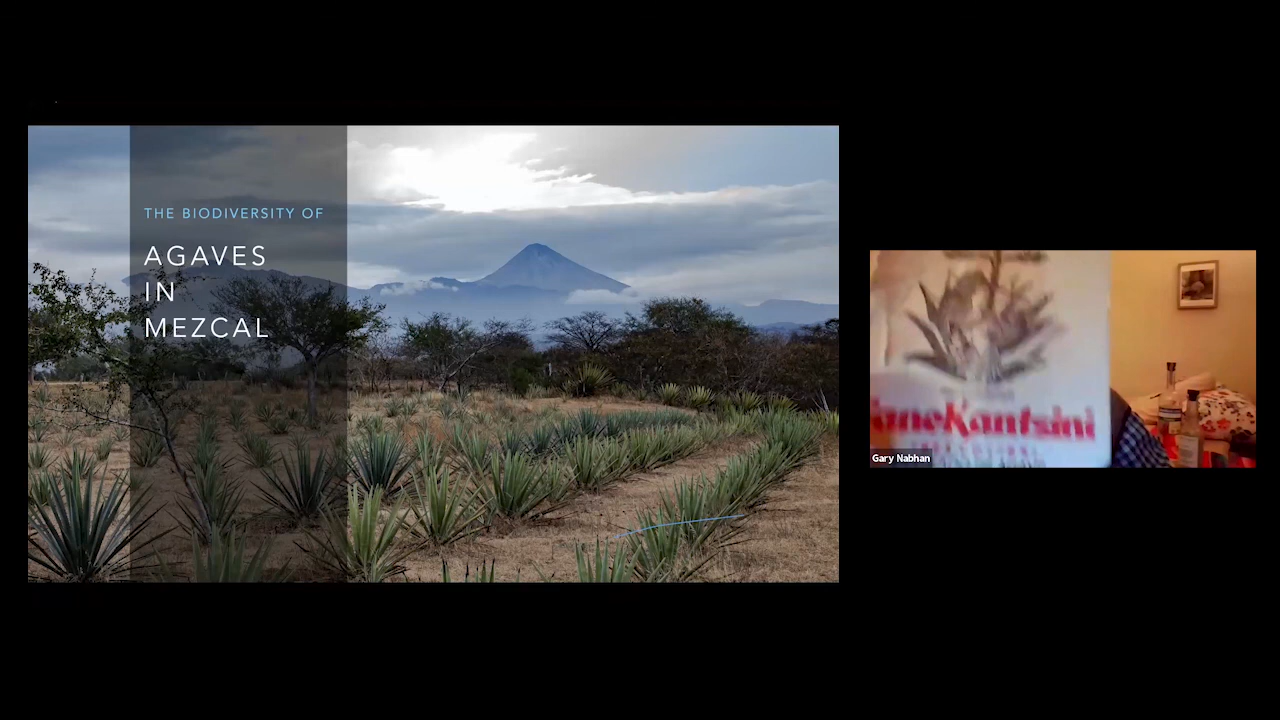 THE BIODIVERSITY OF
AGAVES
IN
MEZCAL
Gary Nabhan